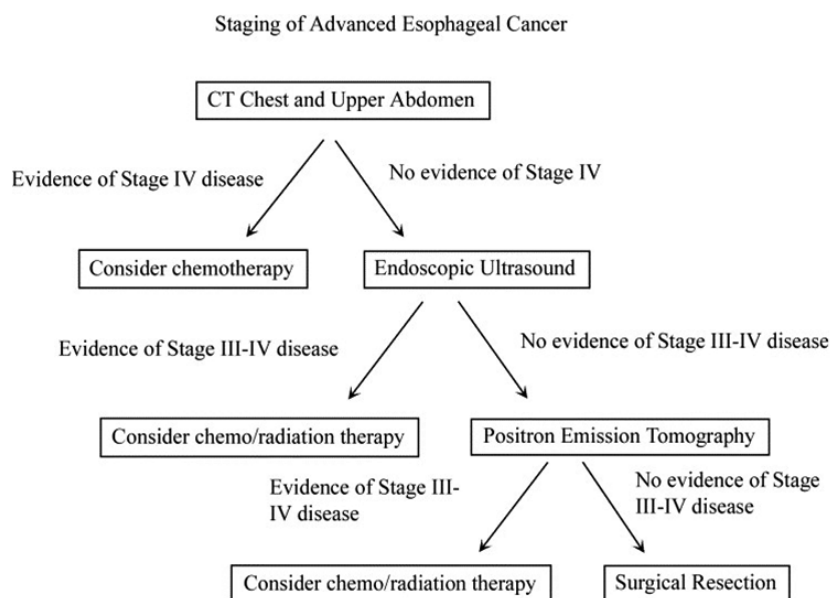 Staging of Advanced Esophageal Cancer
CT Chest and Upper Abdomen
Evidence of Stage IV disease
No evidence of Stage IV
Consider chemotherapy
Endoscopic Ultrasound
Evidence of Stage III-IV disease
No evidence of Stage III-IV disease
Consider chemo/radiation therapy
Positron Emission Tomography
Evidence of Stage III-
IV disease
No evidence of Stage
III-IV disease
Consider chemo/radiation therapy
Surgical Resection